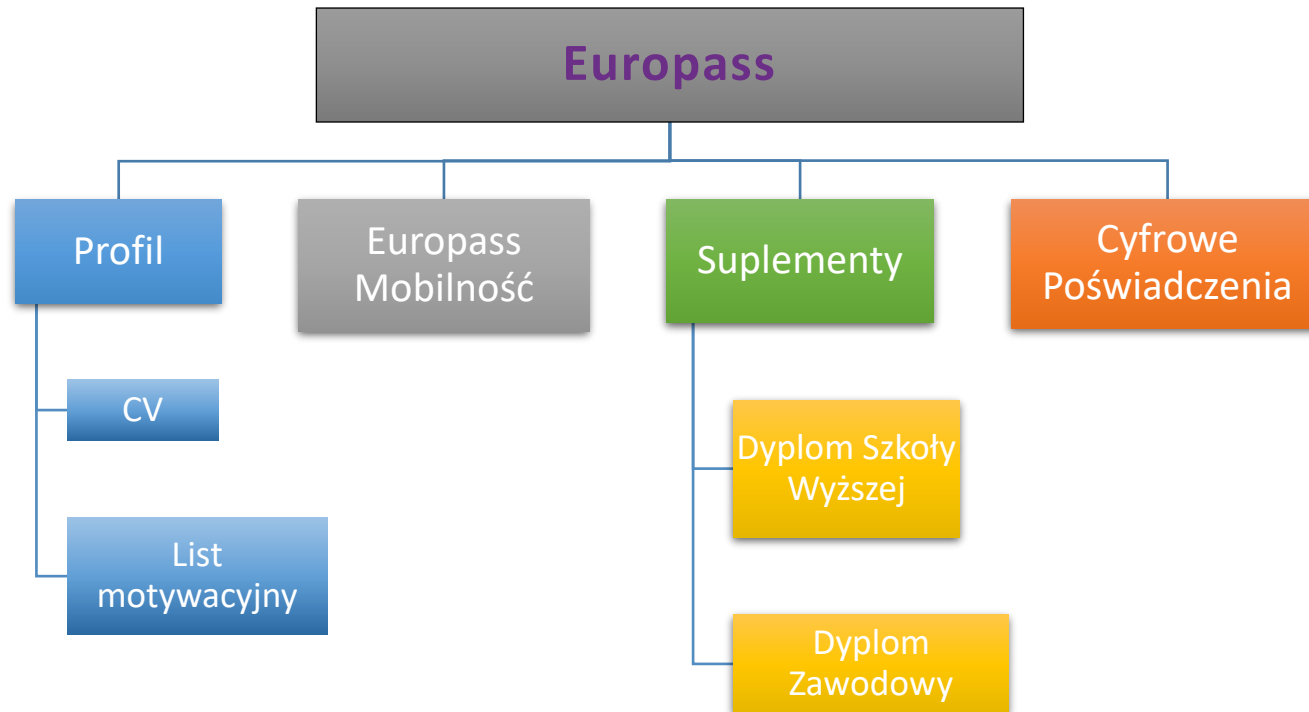 Europass
Profil
Europass
Mobilność
Suplementy
Cyfrowe
Poświadczenia
CV
List
motywacyjny
Dyplom Szkoły
Wyższej
Dyplom
Zawodowy